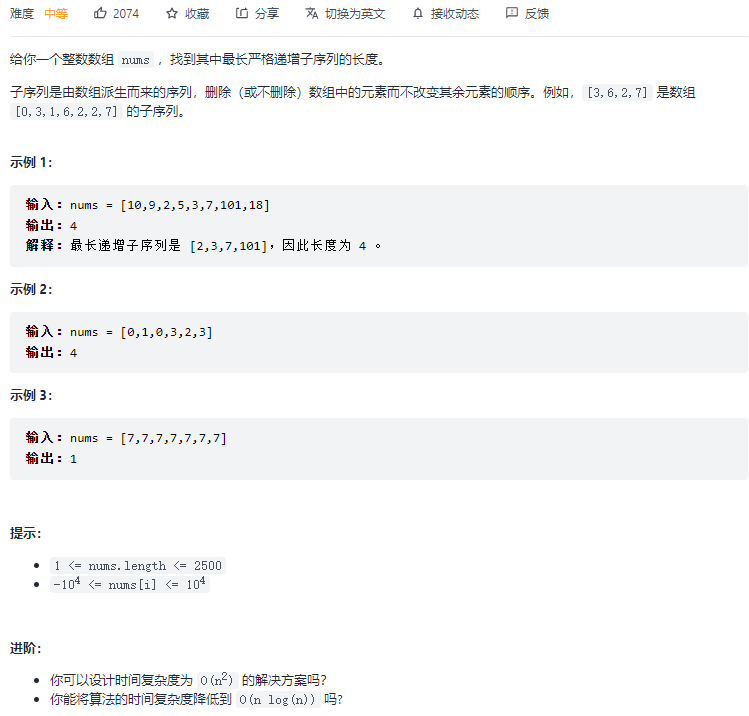 难度 中等 2074 收藏 分享 切换为英文 接收动态 反馈
给你一个整数数组 nums ，找到其中最长严格递增子序列的长度。
子序列是由数组派生而来的序列，删除（或不删除）数组中的元素而不改变其余元素的顺序。例如，[3,6,2,7] 是数组
[0,3,1,6,2,2,7] 的子序列。
示例 1：
输入：nums = [10,9,2,5,3,7,101,18]
输出：4
解释：最长递增子序列是 [2,3,7,101]，因此长度为 4 。
示例 2：
输入：nums = [0,1,0,3,2,3]
输出：4
示例 3：
输入：nums = [7,7,7,7,7,7,7]
输出：1
提示：
• 1 <= nums.length <= 2500
• -10⁴ <= nums[i] <= 10⁴
进阶：
• 你可以设计时间复杂度为 O(n²) 的解决方案吗？
• 你能将算法的时间复杂度降低到 O(n log(n)) 吗?